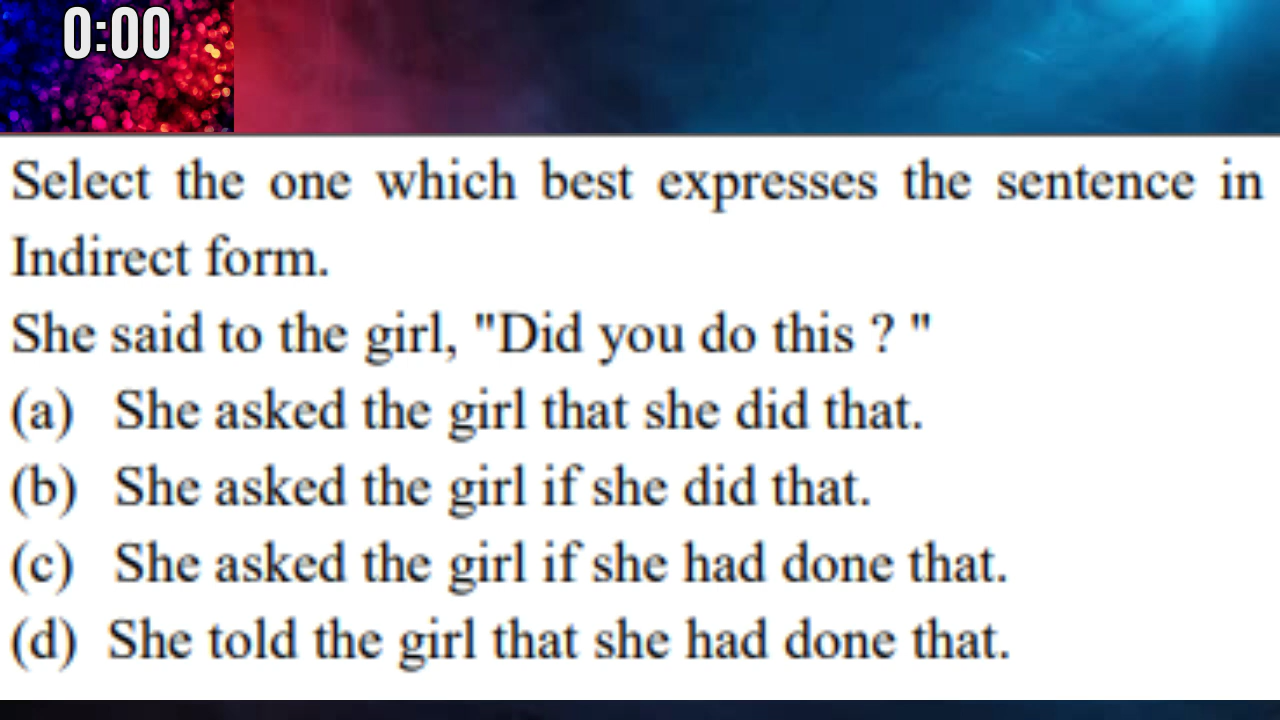 0:00
Select the one which best expresses the sentence in
Indirect form.
She said to the girl, "Did you do this ? "
(a) She asked the girl that she did that.
(b) She asked the girl if she did that.
(c) She asked the girl if she had done that.
(d) She told the girl that she had done that.